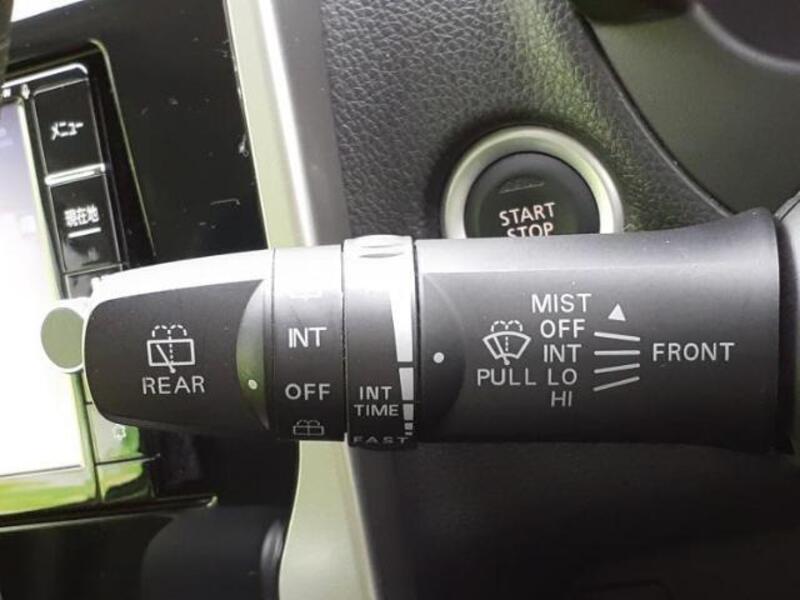 メニュー
現在地
START
STOP
REAR
INT
OFF
INT
TIME
FAST
MIST
OFF
INT
PULL LO
HI
FRONT